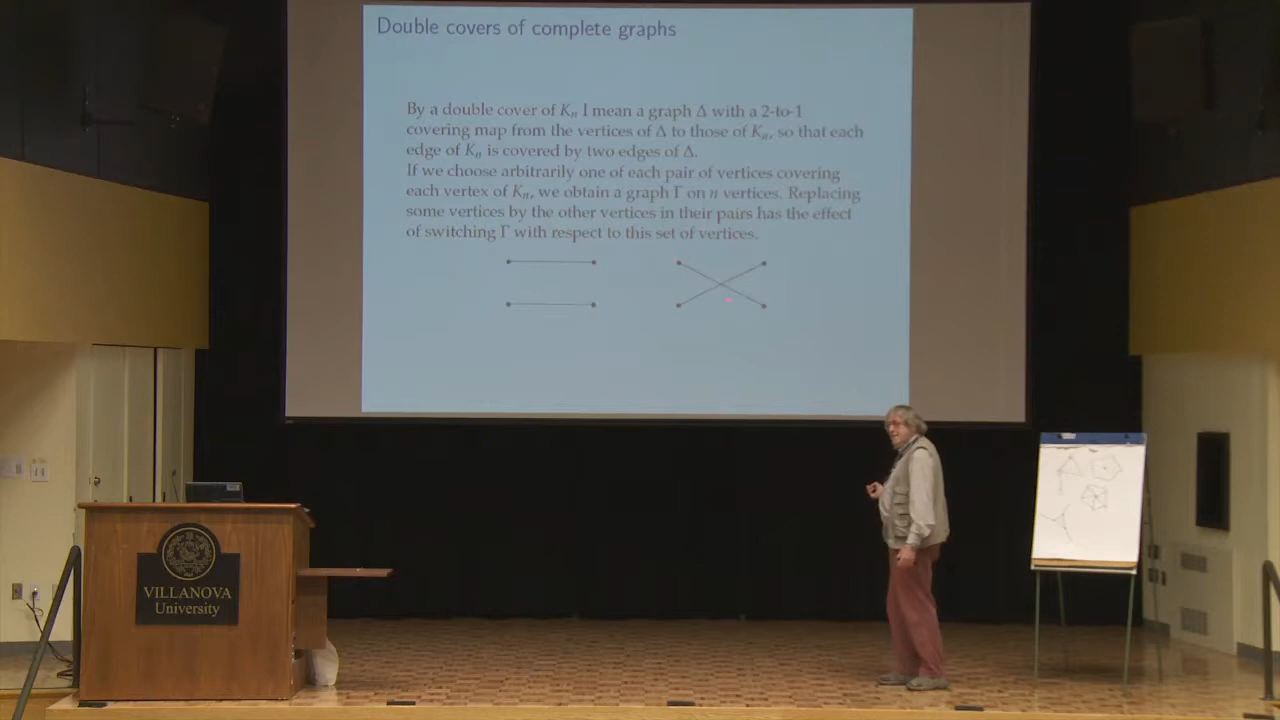 Double covers of complete graphs
By a double cover of Kₙ I mean a graph Δ with a 2-to-1
covering map from the vertices of Δ to those of Kₙ, so that each
edge of Kₙ is covered by two edges of Δ.
If we choose arbitrarily one of each pair of vertices covering
each vertex of Kₙ, we obtain a graph Γ on n vertices. Replacing
some vertices by the other vertices in their pairs has the effect
of switching Γ with respect to this set of vertices.
VILLANOVA
University